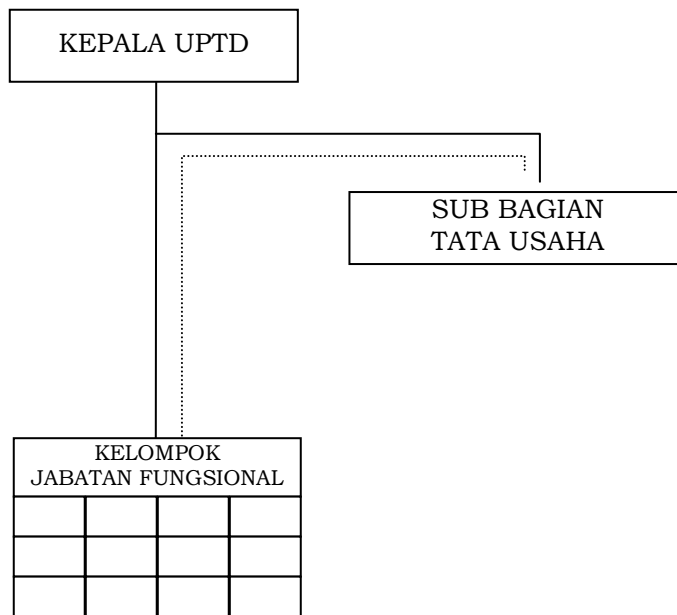 KEPALA UPTD
SUB BAGIAN
TATA USAHA
KELOMPOK
JABATAN FUNGSIONAL